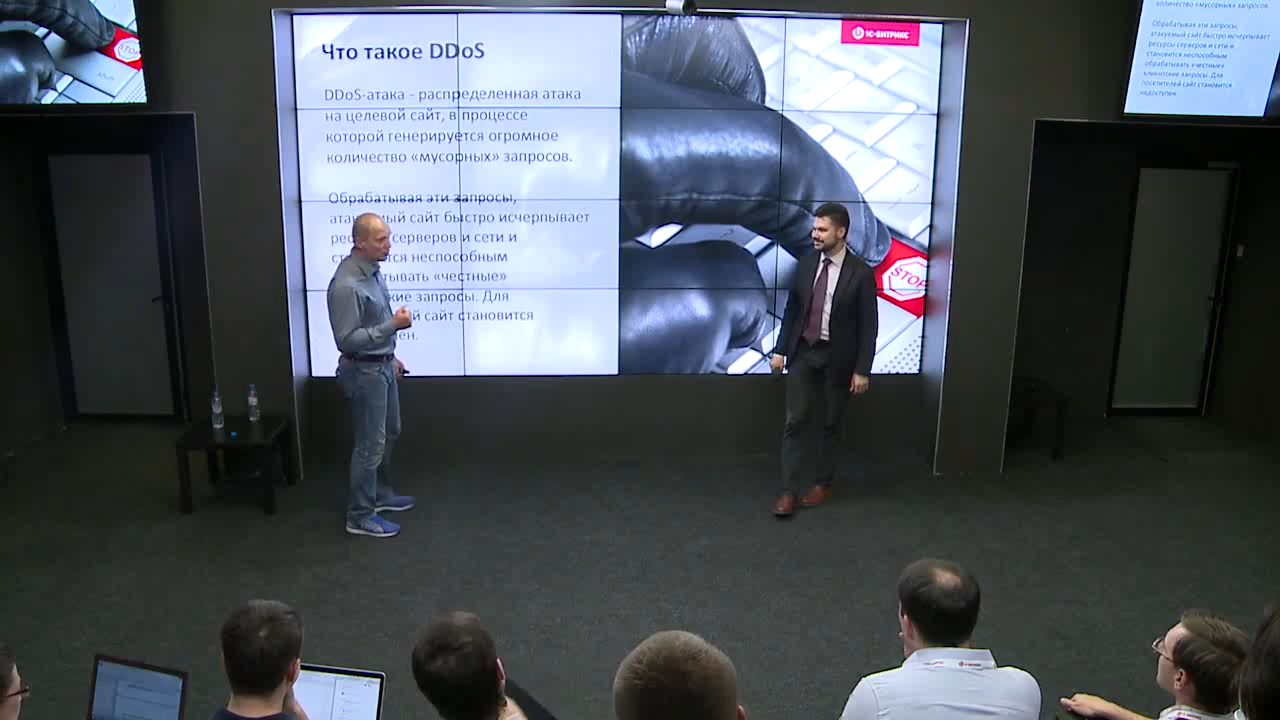 Что такое DDoS
1С-БИТРИКС
DDoS-атака - распределенная атака
на целевой сайт, в процессе
которой генерируется огромное
количество «мусорных» запросов.
Обрабатывая эти запросы,
атакуемый сайт быстро исчерпывает
серверов и сети и
неспособным
«честные»
запросы. Для
сайт становится
STOP
STOP
количество «мусорных» запросов.
Обрабатывая эти запросы,
атакуемый сайт быстро исчерпывает
ресурсы серверов и сети и
становится неспособным
обрабатывать «честные»
клиентские запросы. Для
посетителей сайт становится
недоступен.